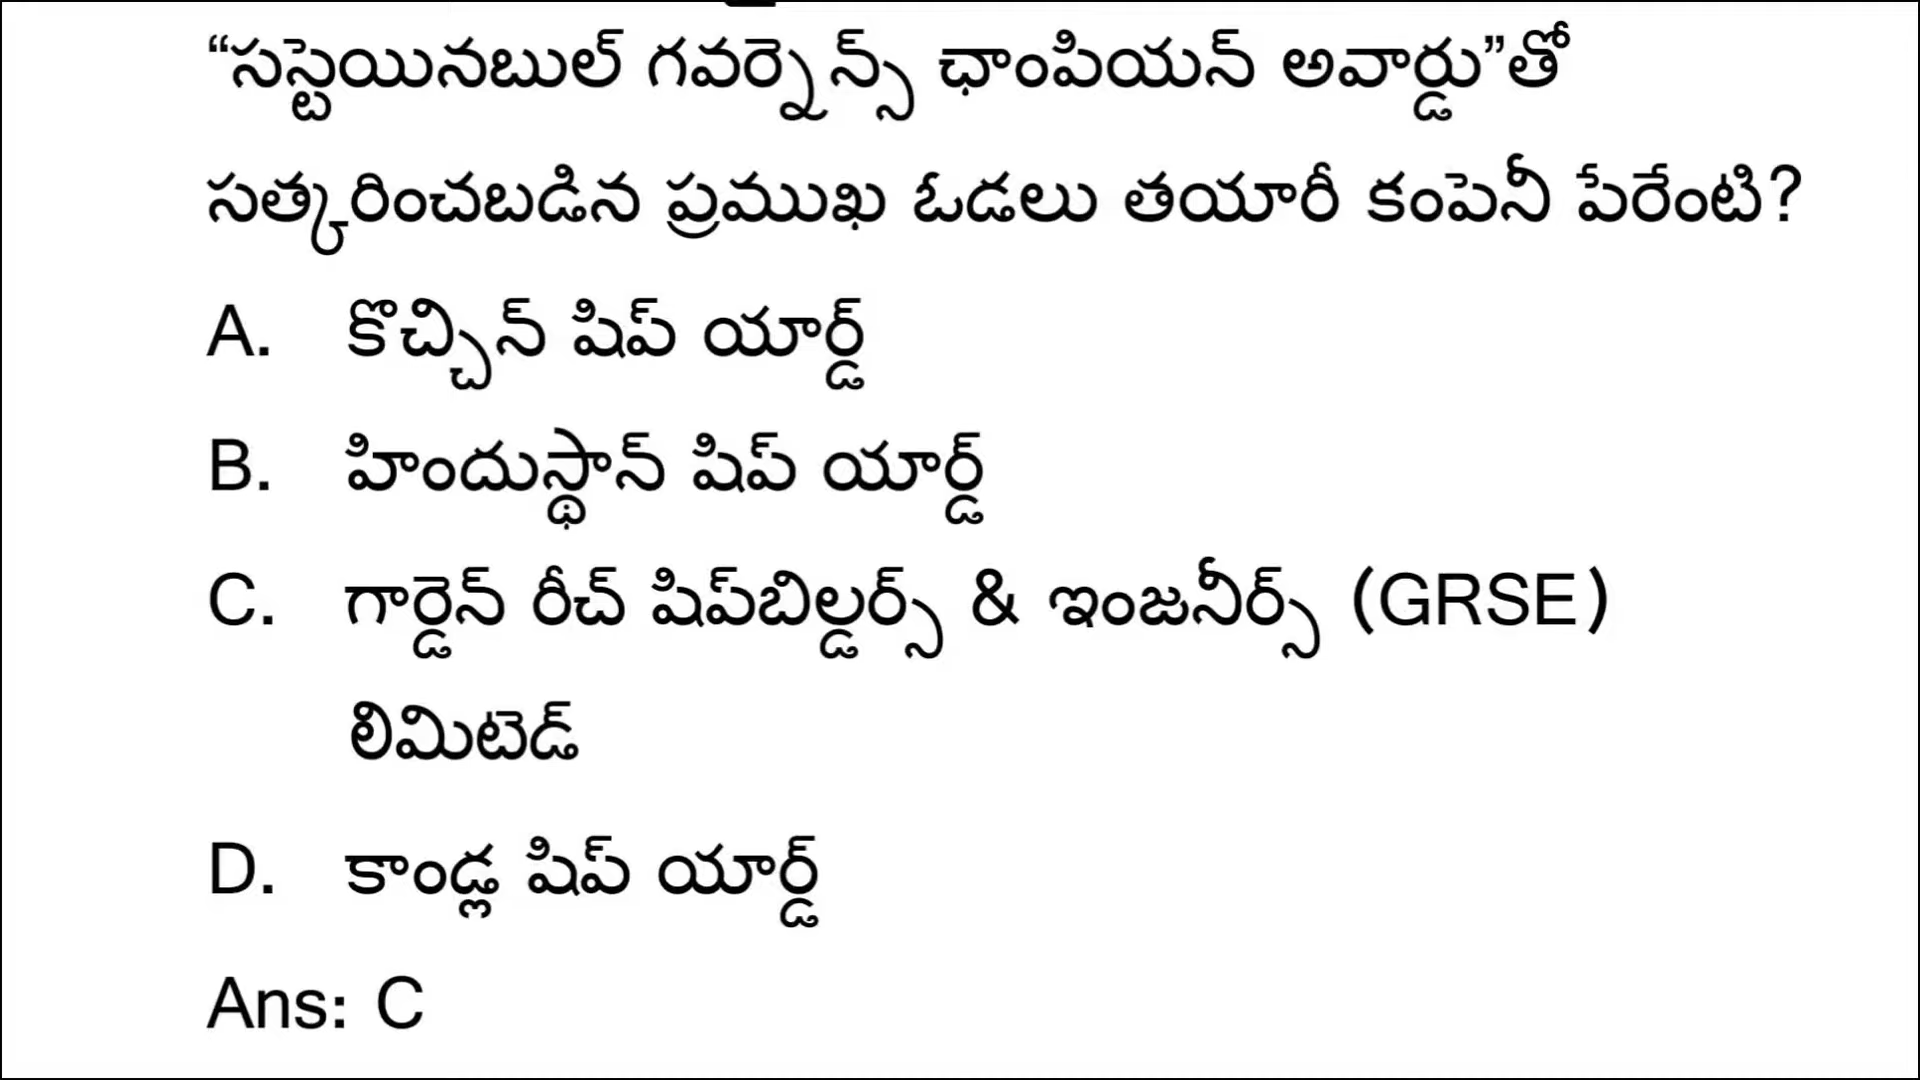 “సస్టెయినబుల్ గవర్నెన్స్ ఛాంపియన్ అవార్డు”తో
సత్కరించబడిన ప్రముఖ ఓడలు తయారీ కంపెనీ పేరేంటి?
A. కొచ్చిన్ షిప్ యార్డ్
B. హిందుస్థాన్ షిప్ యార్డ్
C. గార్డెన్ రీచ్ షిప్‌బిల్డర్స్ & ఇంజనీర్స్ (GRSE)
లిమిటెడ్
D. కాండ్ల షిప్ యార్డ్
Ans: C